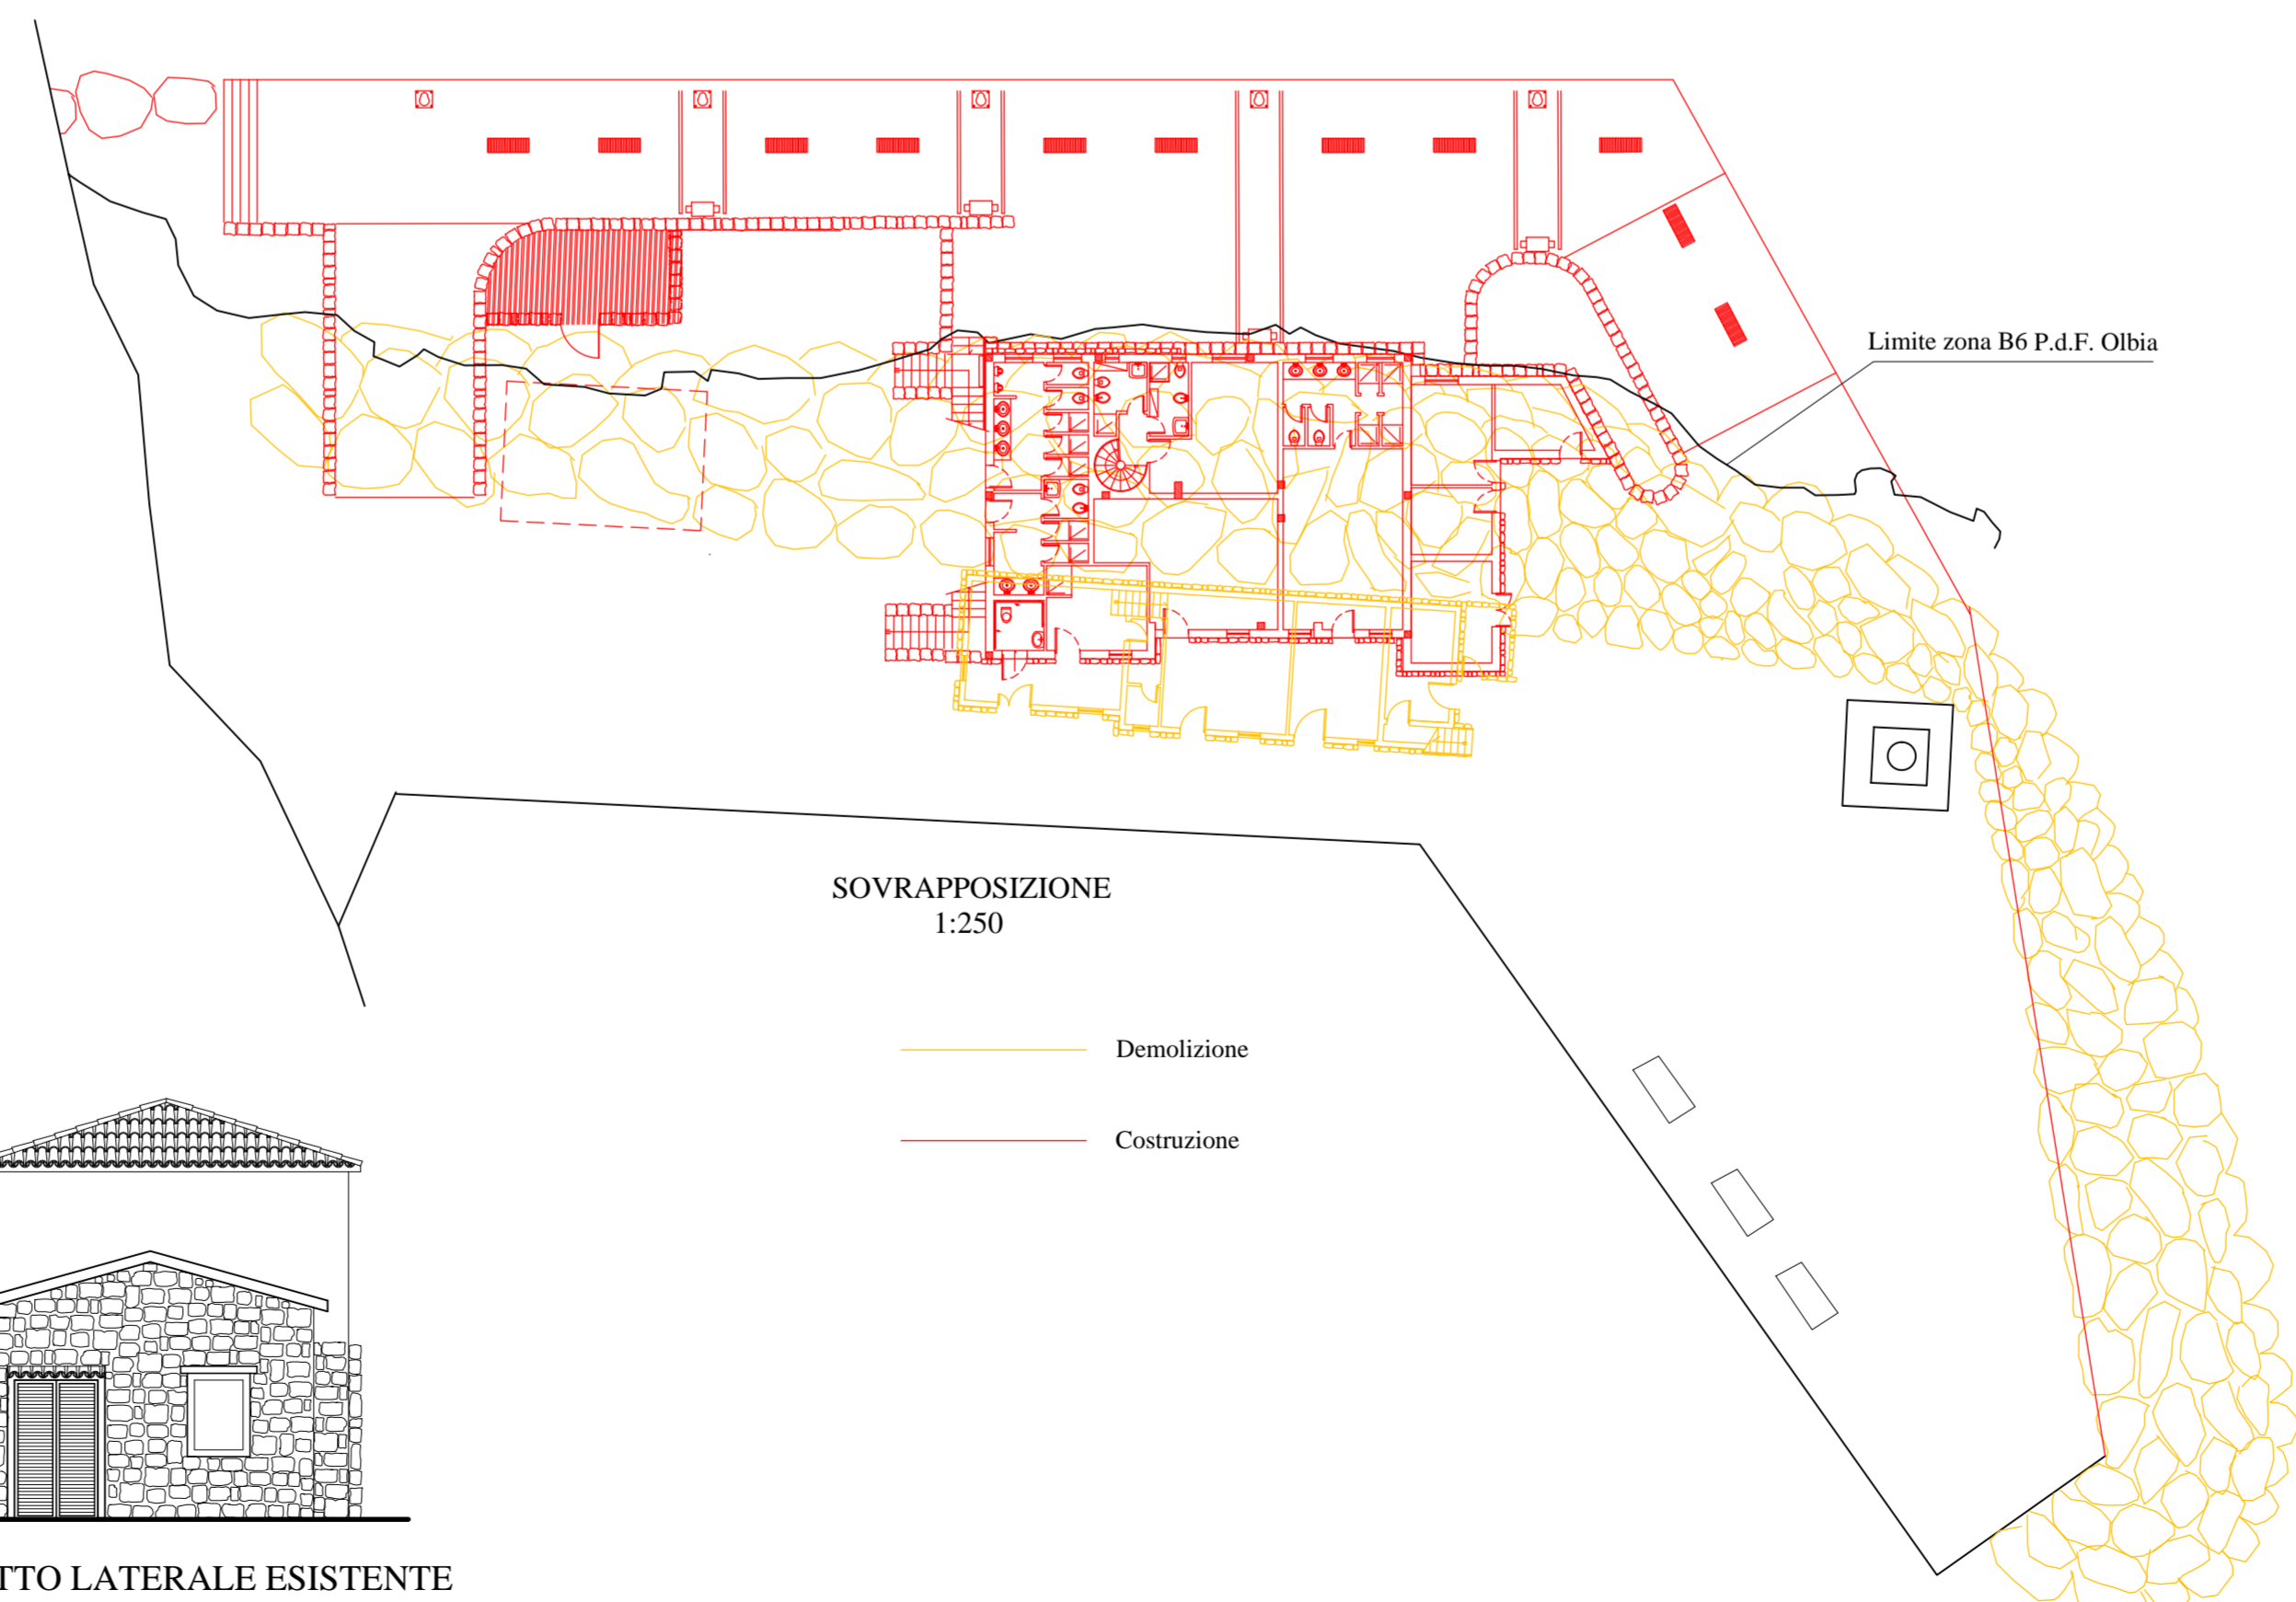 Limite zona B6 P.d.F. Olbia
SOVRAPPOSIZIONE
1:250
Demolizione
Costruzione
TTO LATERALE ESISTENTE